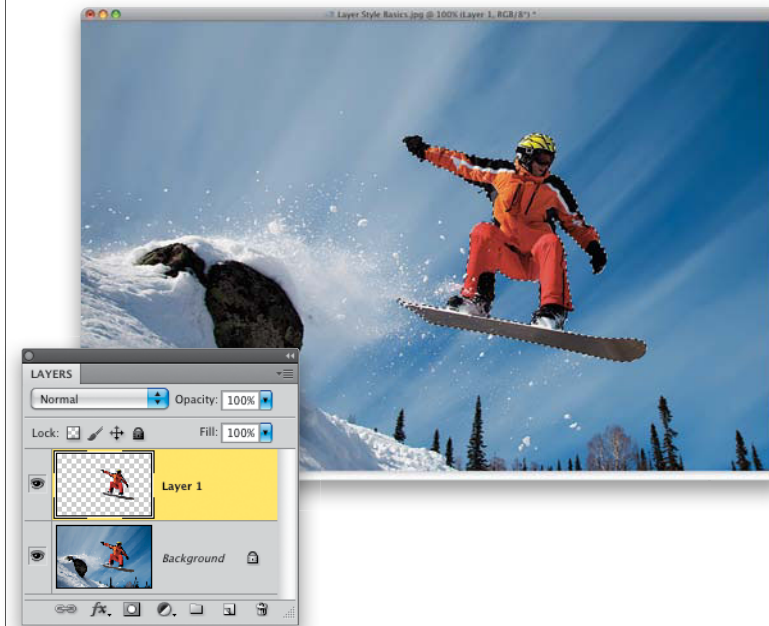 Layer Style Basics.jpg @ 100% (Layer 1, RGB/8*) *
LAYERS
Normal Opacity: 100%
Lock: Fill: 100%
Layer 1
Background
fx.